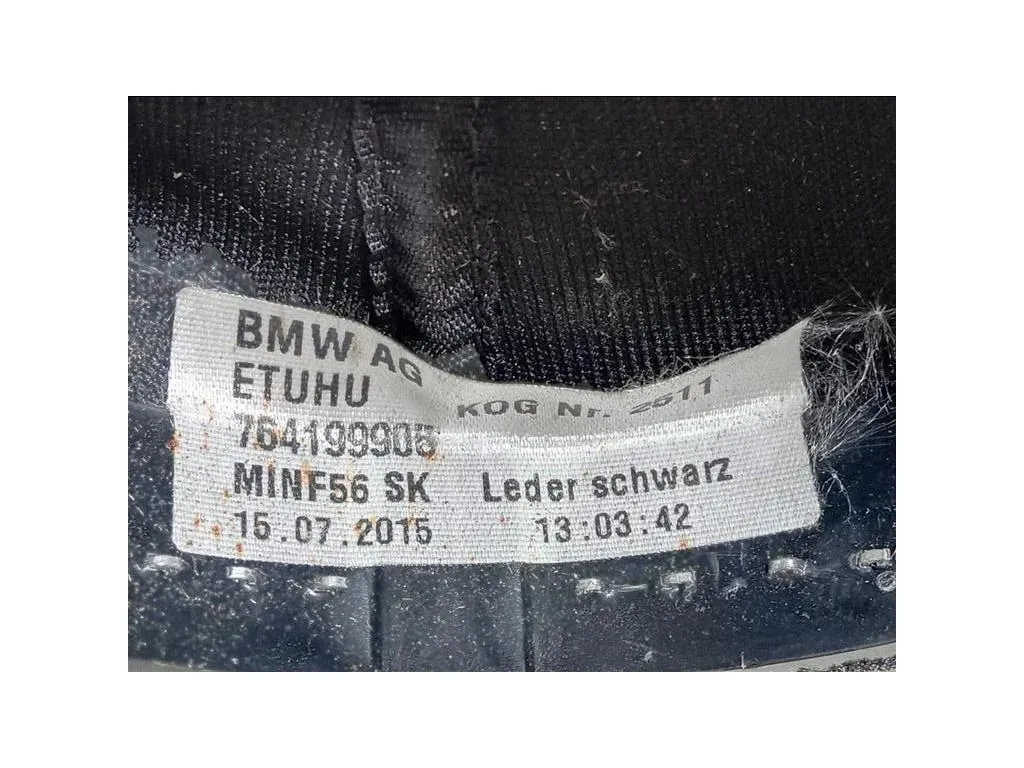 BMW AG
ETUHU KOG Nr. 2511
764199905
MINF56 SK Leder schwarz
15.07.2015 13:03:42